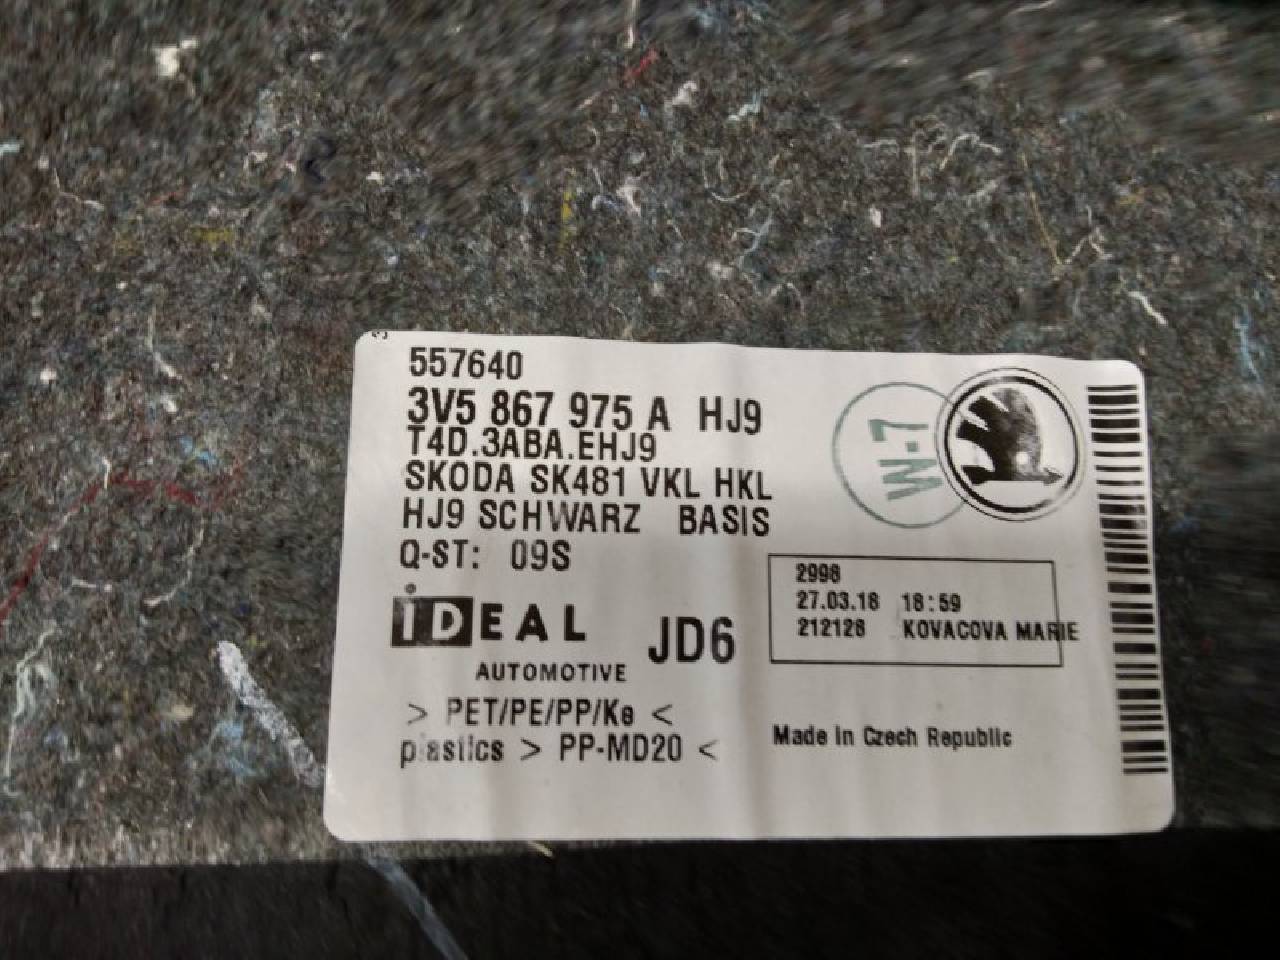 557640
3V5 867 975 A HJ9
T4D.3ABA.EHJ9
SKODA SK481 VKL HKL
HJ9 SCHWARZ BASIS
Q-ST: 09S
W-7
2998
27.03.18 18:59
212128 KOVACOVA MARIE
iDEAL
AUTOMOTIVE
JD6
> PET/PE/PP/Ke <
plastics > PP-MD20 <
Made in Czech Republic
3